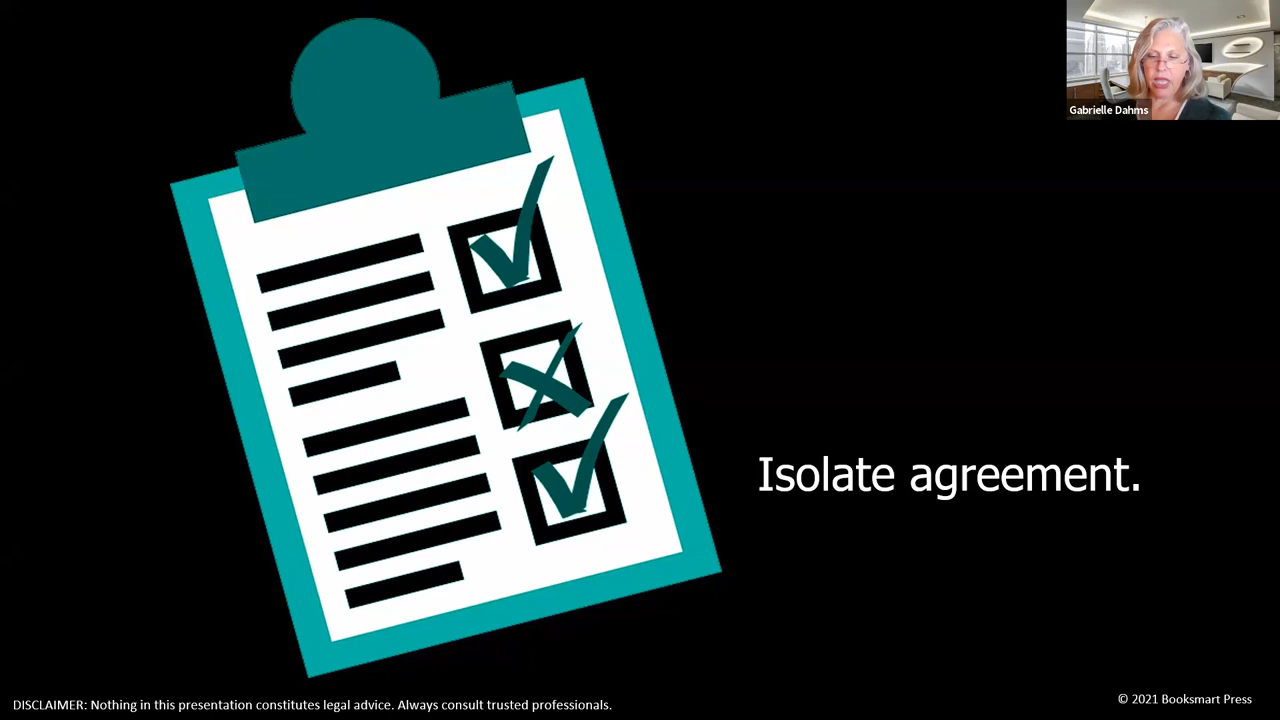 Gabrielle Dahms
Isolate agreement.
DISCLAIMER: Nothing in this presentation constitutes legal advice. Always consult trusted professionals.
© 2021 Booksmart Press